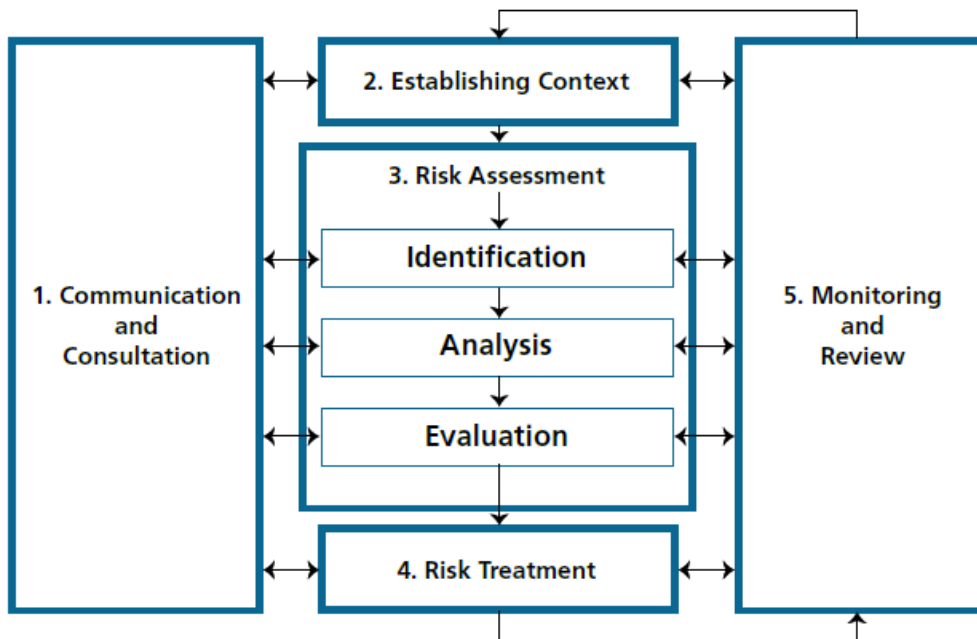 2. Establishing Context
3. Risk Assessment
Identification
1. Communication
and
Consultation
5. Monitoring
and
Review
Analysis
Evaluation
4. Risk Treatment